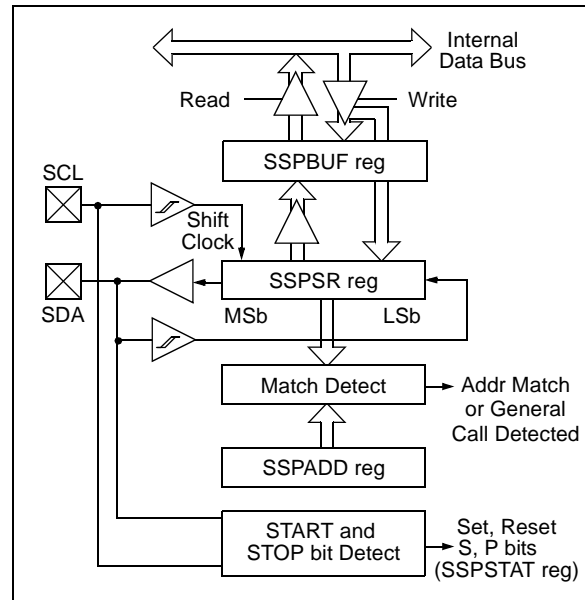 Internal
Data Bus
Read
Write
SSPBUF reg
SCL
Shift
Clock
SSPSR reg
SDA
MSb
LSb
Match Detect
Addr Match
or General
Call Detected
SSPADD reg
START and
STOP bit Detect
Set, Reset
S, P bits
(SSPSTAT reg)